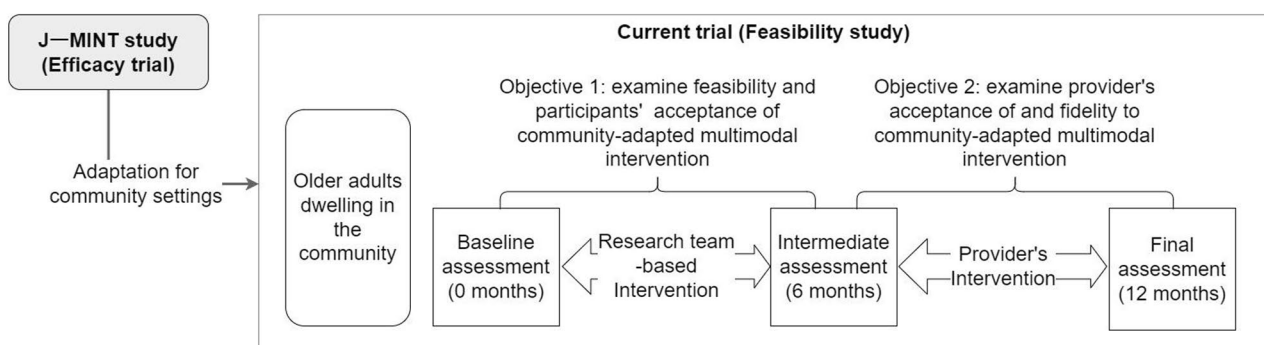 J—MINT study
(Efficacy trial)
Adaptation for
community settings
Current trial (Feasibility study)
Older adults
dwelling in
the
community
Objective 1: examine feasibility and
participants' acceptance of
community-adapted multimodal
intervention
Objective 2: examine provider's
acceptance of and fidelity to
community-adapted multimodal
intervention
Baseline
assessment
(0 months)
Research team
-based
Intervention
Intermediate
assessment
(6 months)
Provider's
Intervention
Final
assessment
(12 months)